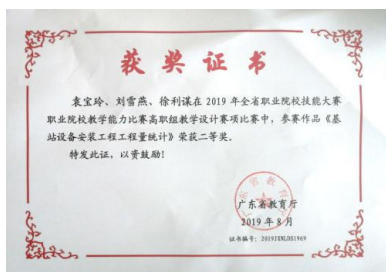 获奖证书
袁宝玲、刘雪燕、徐利谋在 2019 年全省职业院校技能大赛
职业院校教学能力比赛高职组教学设计赛项比赛中，参赛作品《基
站设备安装工程工程量统计》荣获二等奖。
特发此证，以资鼓励！
广东省教育厅
2019 年 8 月
证书编号：2019JXNLDS1969